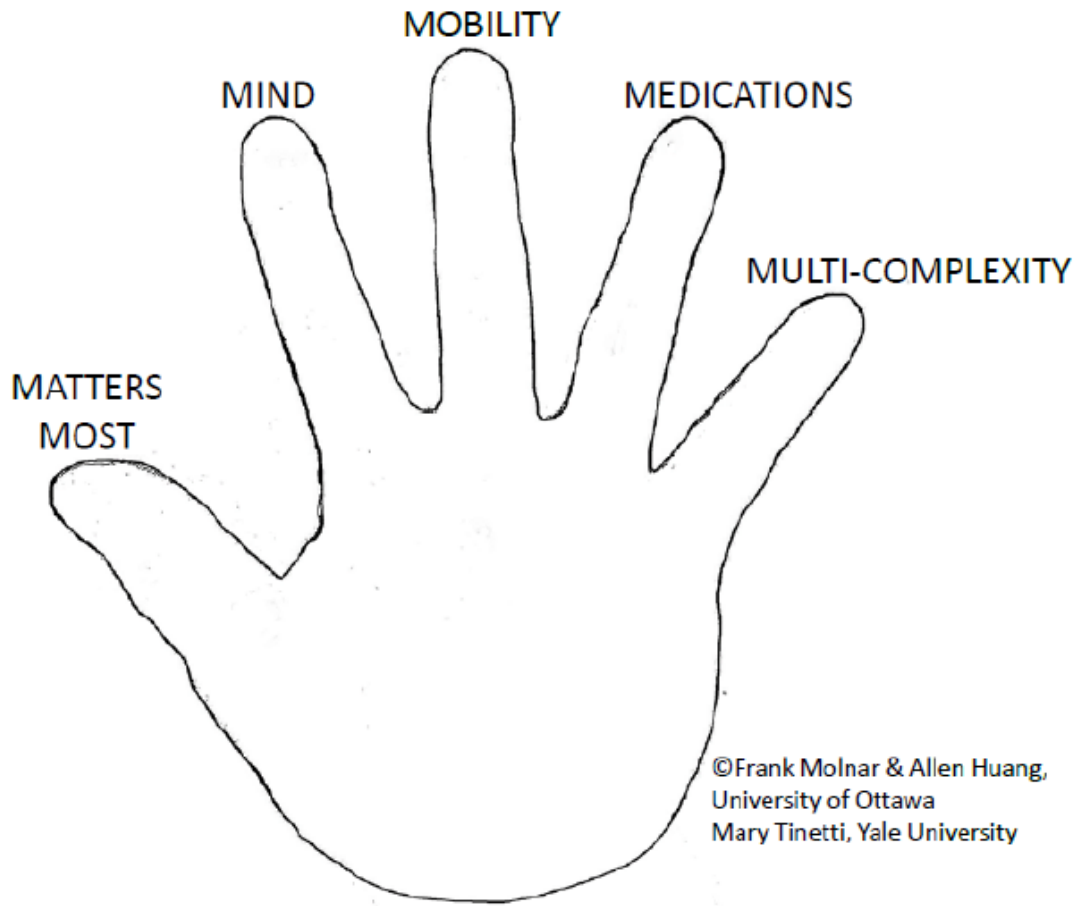 MOBILITY
MIND
MEDICATIONS
MULTI-COMPLEXITY
MATTERS
MOST
©Frank Molnar & Allen Huang,
University of Ottawa
Mary Tinetti, Yale University